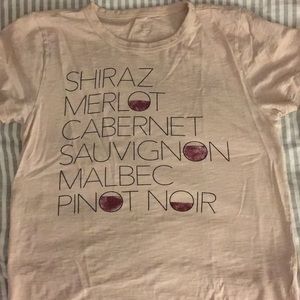 SHIRAZ
MERLOT
CABERNET
SAUVIGNON
MALBEC
PINOT NOIR